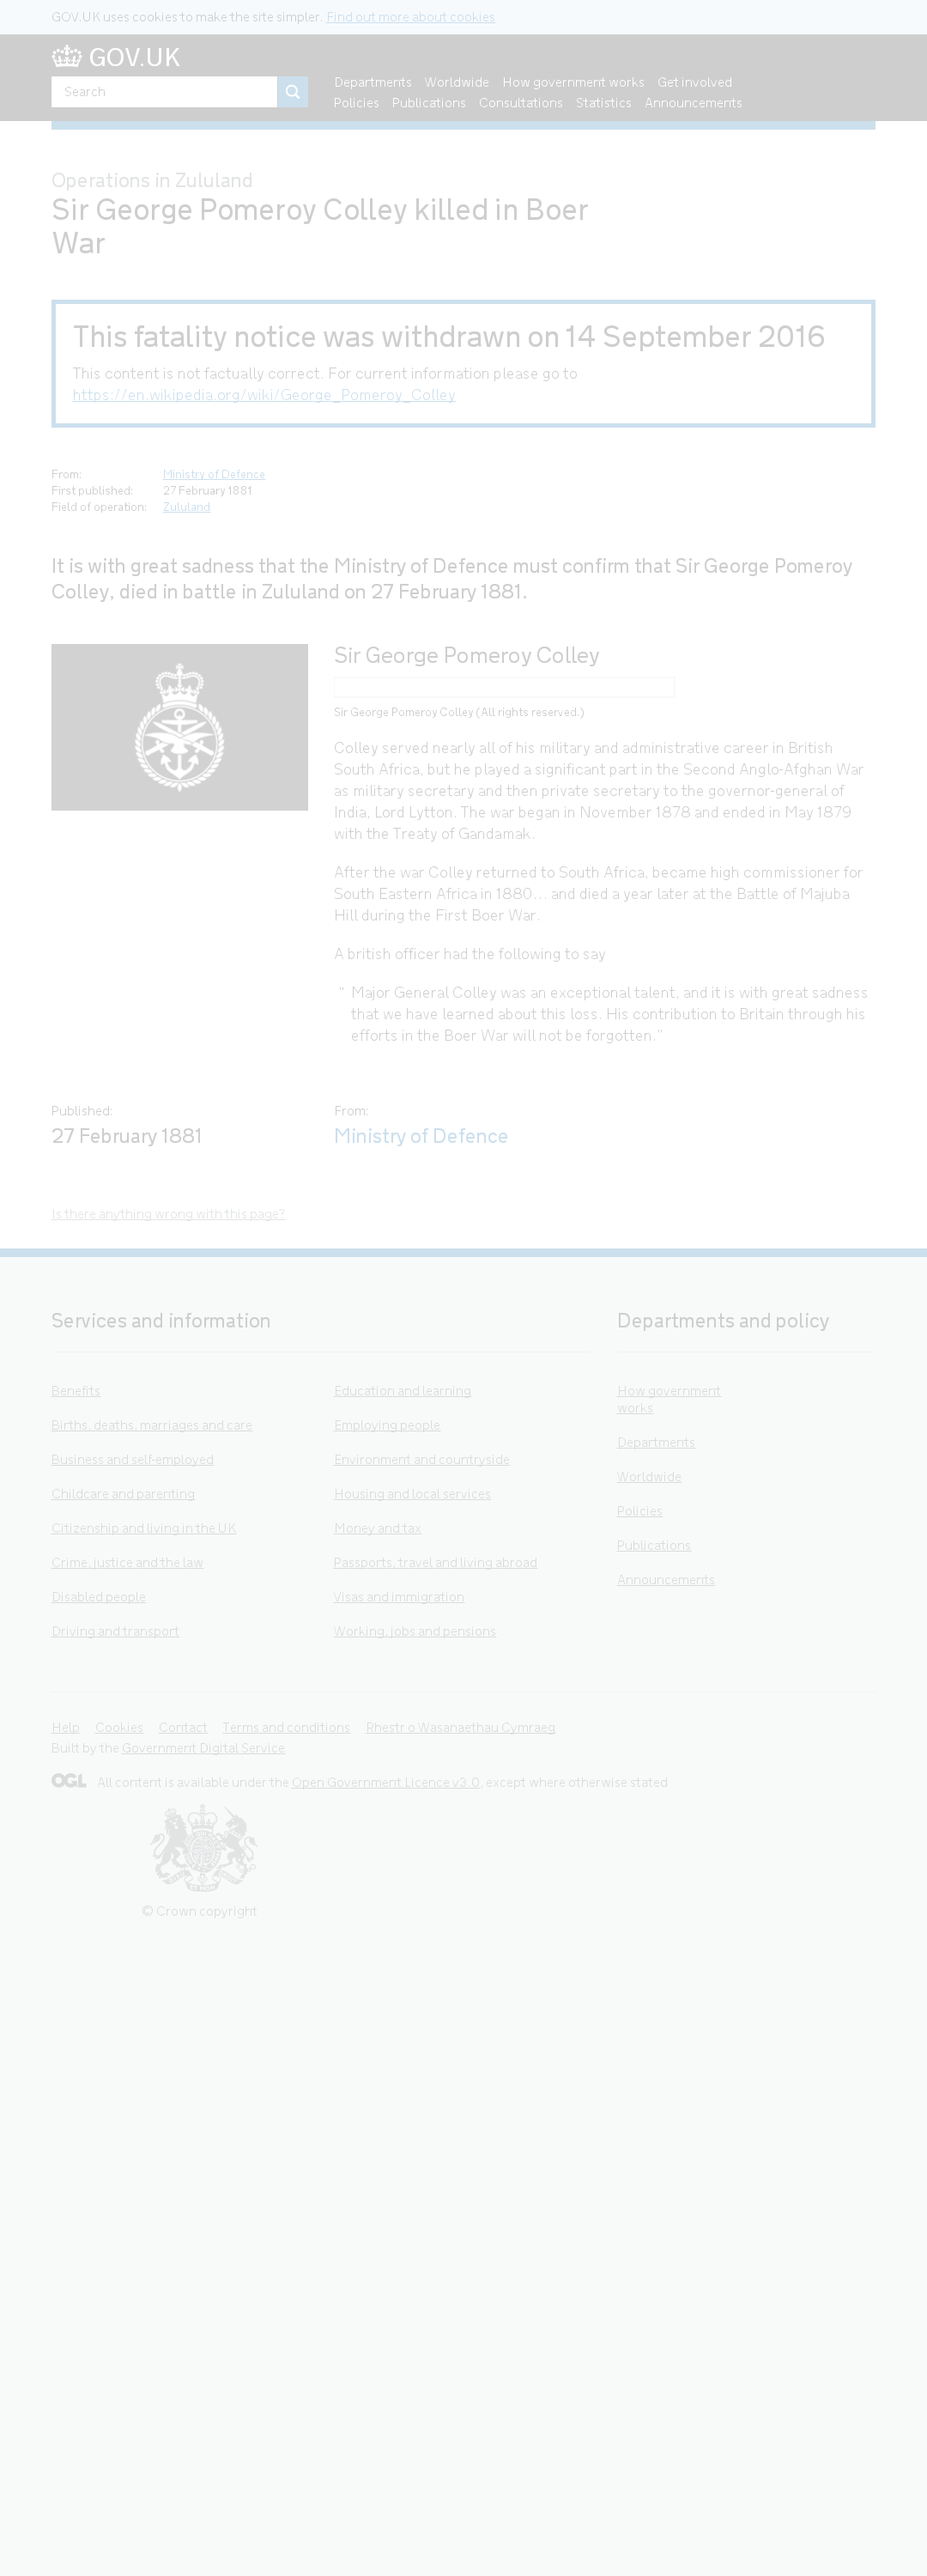 GOV.UK uses cookies to make the site simpler. Find out more about cookies
GOV.UK
Search
Departments Worldwide How government works Get involved
Policies Publications Consultations Statistics Announcements
Operations in Zululand
Sir George Pomeroy Colley killed in Boer
War
This fatality notice was withdrawn on 14 September 2016
This content is not factually correct. For current information please go to
https://en.wikipedia.org/wiki/George_Pomeroy_Colley
From: Ministry of Defence
First published: 27 February 1881
Field of operation: Zululand
It is with great sadness that the Ministry of Defence must confirm that Sir George Pomeroy
Colley, died in battle in Zululand on 27 February 1881.
Sir George Pomeroy Colley
Sir George Pomeroy Colley (All rights reserved.)
Colley served nearly all of his military and administrative career in British
South Africa, but he played a significant part in the Second Anglo-Afghan War
as military secretary and then private secretary to the governor-general of
India, Lord Lytton. The war began in November 1878 and ended in May 1879
with the Treaty of Gandamak.
After the war Colley returned to South Africa, became high commissioner for
South Eastern Africa in 1880… and died a year later at the Battle of Majuba
Hill during the First Boer War.
A british officer had the following to say
“ Major General Colley was an exceptional talent, and it is with great sadness
that we have learned about this loss. His contribution to Britain through his
efforts in the Boer War will not be forgotten.”
Published: From:
27 February 1881 Ministry of Defence
Is there anything wrong with this page?
Services and information
Benefits
Births, deaths, marriages and care
Business and self-employed
Childcare and parenting
Citizenship and living in the UK
Crime, justice and the law
Disabled people
Driving and transport
Education and learning
Employing people
Environment and countryside
Housing and local services
Money and tax
Passports, travel and living abroad
Visas and immigration
Working, jobs and pensions
Departments and policy
How government
works
Departments
Worldwide
Policies
Publications
Announcements
Help Cookies Contact Terms and conditions Rhestr o Wasanaethau Cymraeg
Built by the Government Digital Service
OGL All content is available under the Open Government Licence v3.0, except where otherwise stated
© Crown copyright